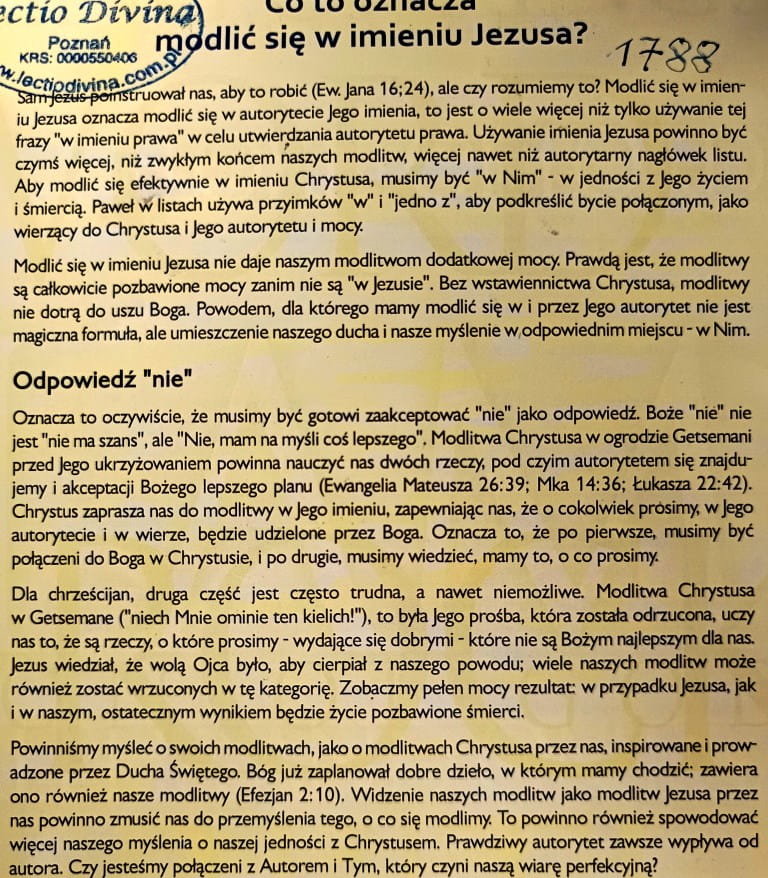 Lectio Divina
Poznań
KRS: 0000550406
www.lectiodivina.com.pl
Co to oznacza
modlić się w imieniu Jezusa?
1788
Sam Jezus poinstruował nas, aby to robić (Ew. Jana 16;24), ale czy rozumiemy to? Modlić się w imien-
iu Jezusa oznacza modlić się w autorytecie Jego imienia, to jest o wiele więcej niż tylko używanie tej
frazy "w imieniu prawa" w celu utwierdzania autorytetu prawa. Używanie imienia Jezusa powinno być
czymś więcej, niż zwykłym końcem naszych modlitw, więcej nawet niż autorytarny nagłówek listu.
Aby modlić się efektywnie w imieniu Chrystusa, musimy być "w Nim" - w jedności z Jego życiem
i śmiercią. Paweł w listach używa przyimków "w" i "jedno z", aby podkreślić bycie połączonym, jako
wierzący do Chrystusa i Jego autorytetu i mocy.
Modlić się w imieniu Jezusa nie daje naszym modlitwom dodatkowej mocy. Prawdą jest, że modlitwy
są całkowicie pozbawione mocy zanim nie są "w Jezusie". Bez wstawiennictwa Chrystusa, modlitwy
nie dotrą do uszu Boga. Powodem, dla którego mamy modlić się w i przez Jego autorytet nie jest
magiczna formuła, ale umieszczenie naszego ducha i nasze myślenie w odpowiednim miejscu - w Nim.
Odpowiedź "nie"
Oznacza to oczywiście, że musimy być gotowi zaakceptować "nie" jako odpowiedź. Boże "nie" nie
jest "nie ma szans", ale "Nie, mam na myśli coś lepszego". Modlitwa Chrystusa w ogrodzie Getsemani
przed Jego ukrzyżowaniem powinna nauczyć nas dwóch rzeczy, pod czyim autorytetem się znajdu-
jemy i akceptacji Bożego lepszego planu (Ewangelia Mateusza 26:39; Mka 14:36; Łukasza 22:42).
Chrystus zaprasza nas do modlitwy w Jego imieniu, zapewniając nas, że o cokolwiek prosimy, w Jego
autorytecie i w wierze, będzie udzielone przez Boga. Oznacza to, że po pierwsze, musimy być
połączeni do Boga w Chrystusie, i po drugie, musimy wiedzieć, mamy to, o co prosimy.
Dla chrześcijan, druga część jest często trudna, a nawet niemożliwe. Modlitwa Chrystusa
w Getsemane ("niech Mnie ominie ten kielich!"), to była Jego prośba, która została odrzucona, uczy
nas to, że są rzeczy, o które prosimy - wydające się dobrymi - które nie są Bożym najlepszym dla nas.
Jezus wiedział, że wolą Ojca było, aby cierpiał z naszego powodu; wiele naszych modlitw może
również zostać wrzuconych w tę kategorię. Zobaczmy pełen mocy rezultat: w przypadku Jezusa, jak
i w naszym, ostatecznym wynikiem będzie życie pozbawione śmierci.
Powinniśmy myśleć o swoich modlitwach, jako o modlitwach Chrystusa przez nas, inspirowane i prow-
adzone przez Ducha Świętego. Bóg już zaplanował dobre dzieło, w którym mamy chodzić; zawiera
ono również nasze modlitwy (Efezjan 2:10). Widzenie naszych modlitw jako modlitw Jezusa przez
nas powinno zmusić nas do przemyślenia tego, o co się modlimy. To powinno również spowodować
więcej naszego myślenia o naszej jedności z Chrystusem. Prawdziwy autorytet zawsze wypływa od
autora. Czy jesteśmy połączeni z Autorem i Tym, który czyni naszą wiarę perfekcyjną?